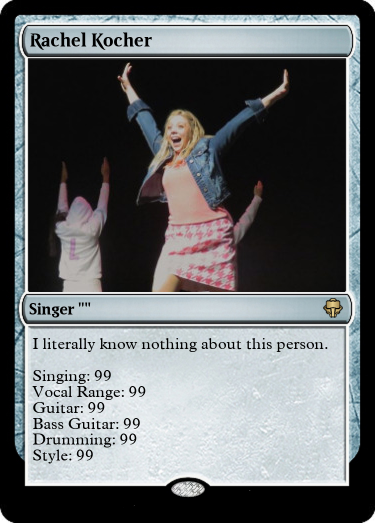 Rachel Kocher
Singer ""
I literally know nothing about this person.
Singing: 99
Vocal Range: 99
Guitar: 99
Bass Guitar: 99
Drumming: 99
Style: 99